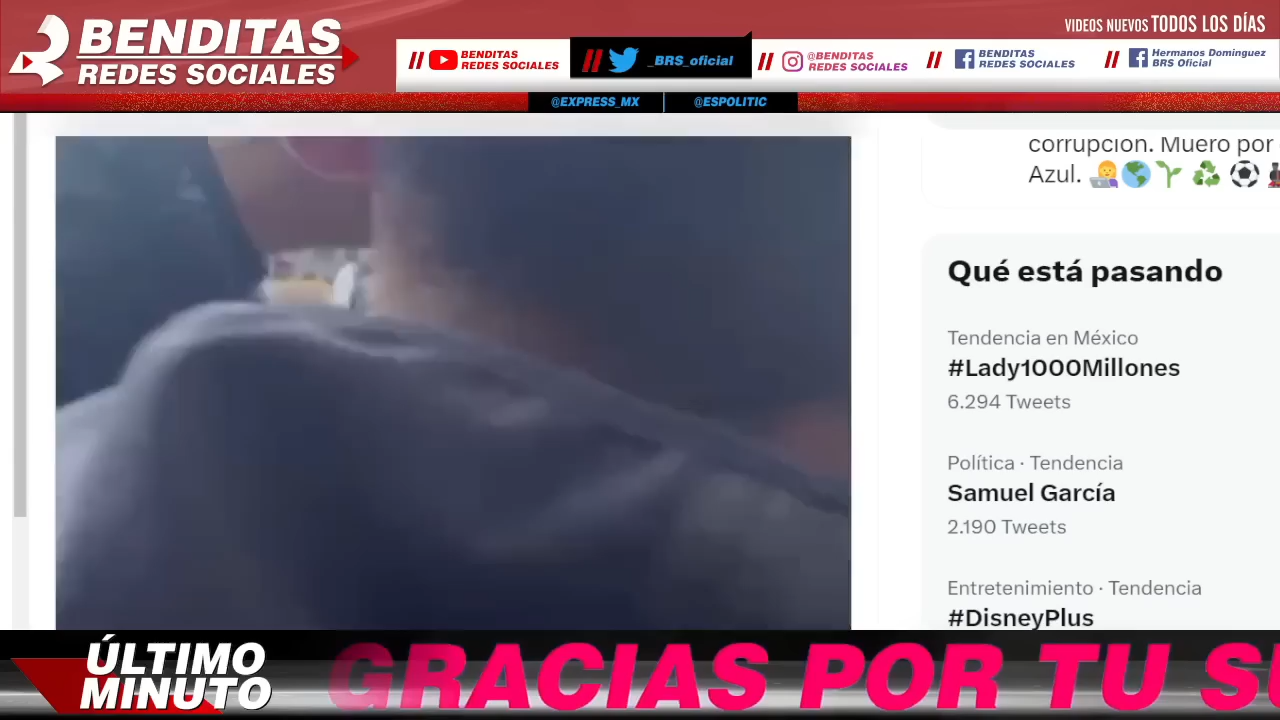 BENDITAS
REDES SOCIALES
VIDEOS NUEVOS TODOS LOS DÍAS
// BENDITAS
REDES SOCIALES
// _BRS_oficial
// @BENDITAS
REDES SOCIALES
// BENDITAS
REDES SOCIALES
// Hermanos Dominguez
BRS Oficial
@EXPRESS_MX
@ESPOLITIC
corrupción. Muero por
Azul.
Qué está pasando
Tendencia en México
#Lady1000Millones
6.294 Tweets
Política · Tendencia
Samuel García
2.190 Tweets
Entretenimiento · Tendencia
#DisneyPlus
ÚLTIMO
MINUTO
GRACIAS POR TU SU